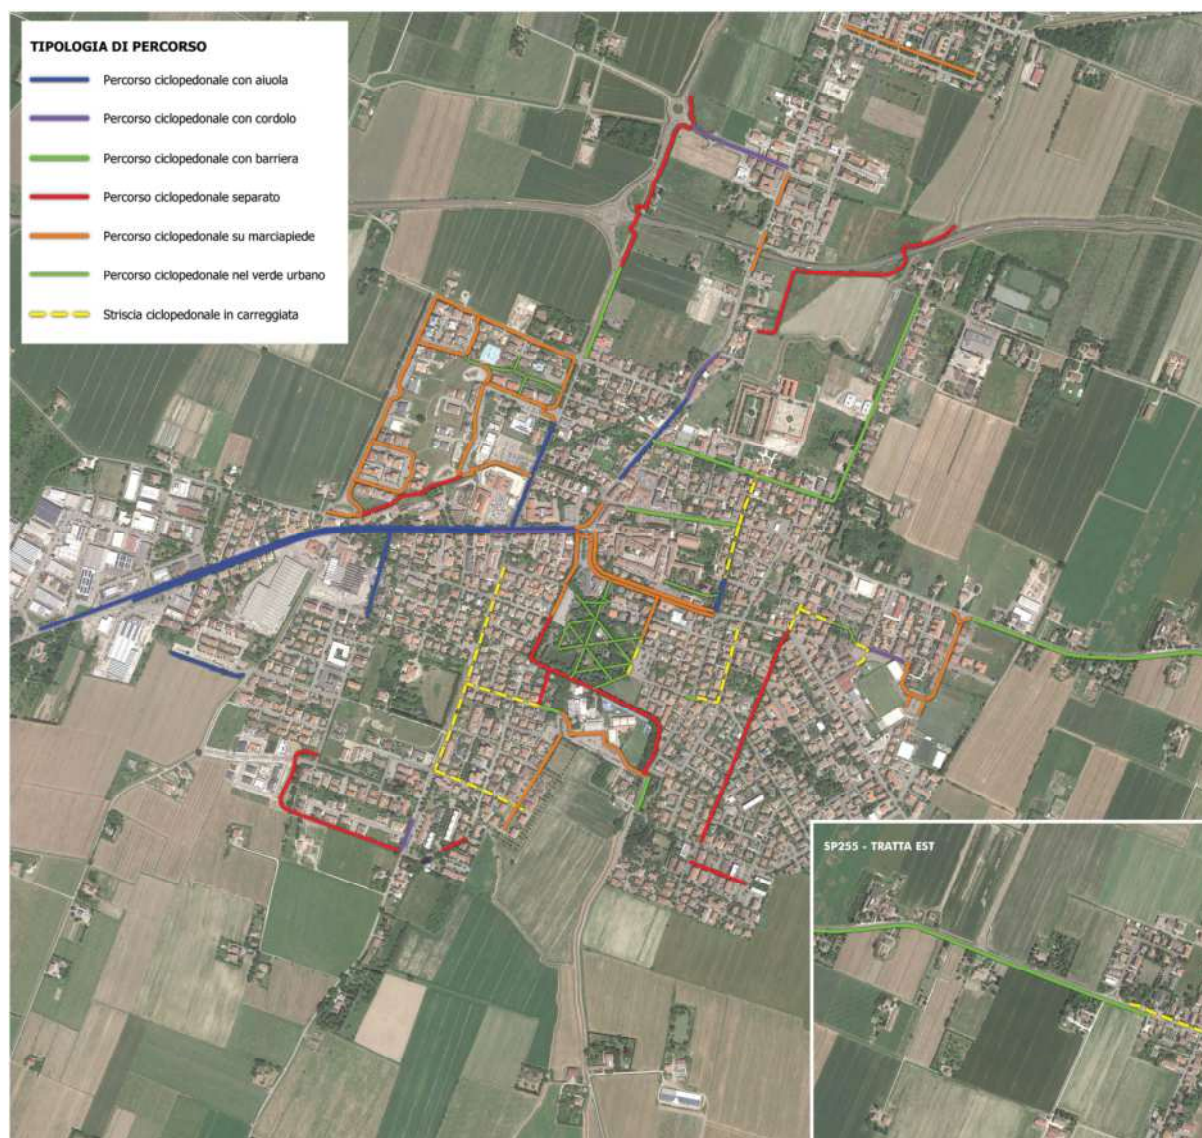 TIPOLOGIA DI PERCORSO
Percorso ciclopedonale con aiuola
Percorso ciclopedonale con cordolo
Percorso ciclopedonale con barriera
Percorso ciclopedonale separato
Percorso ciclopedonale su marciapiede
Percorso ciclopedonale nel verde urbano
Striscia ciclopedonale in carreggiata
SP255 - TRATTA EST